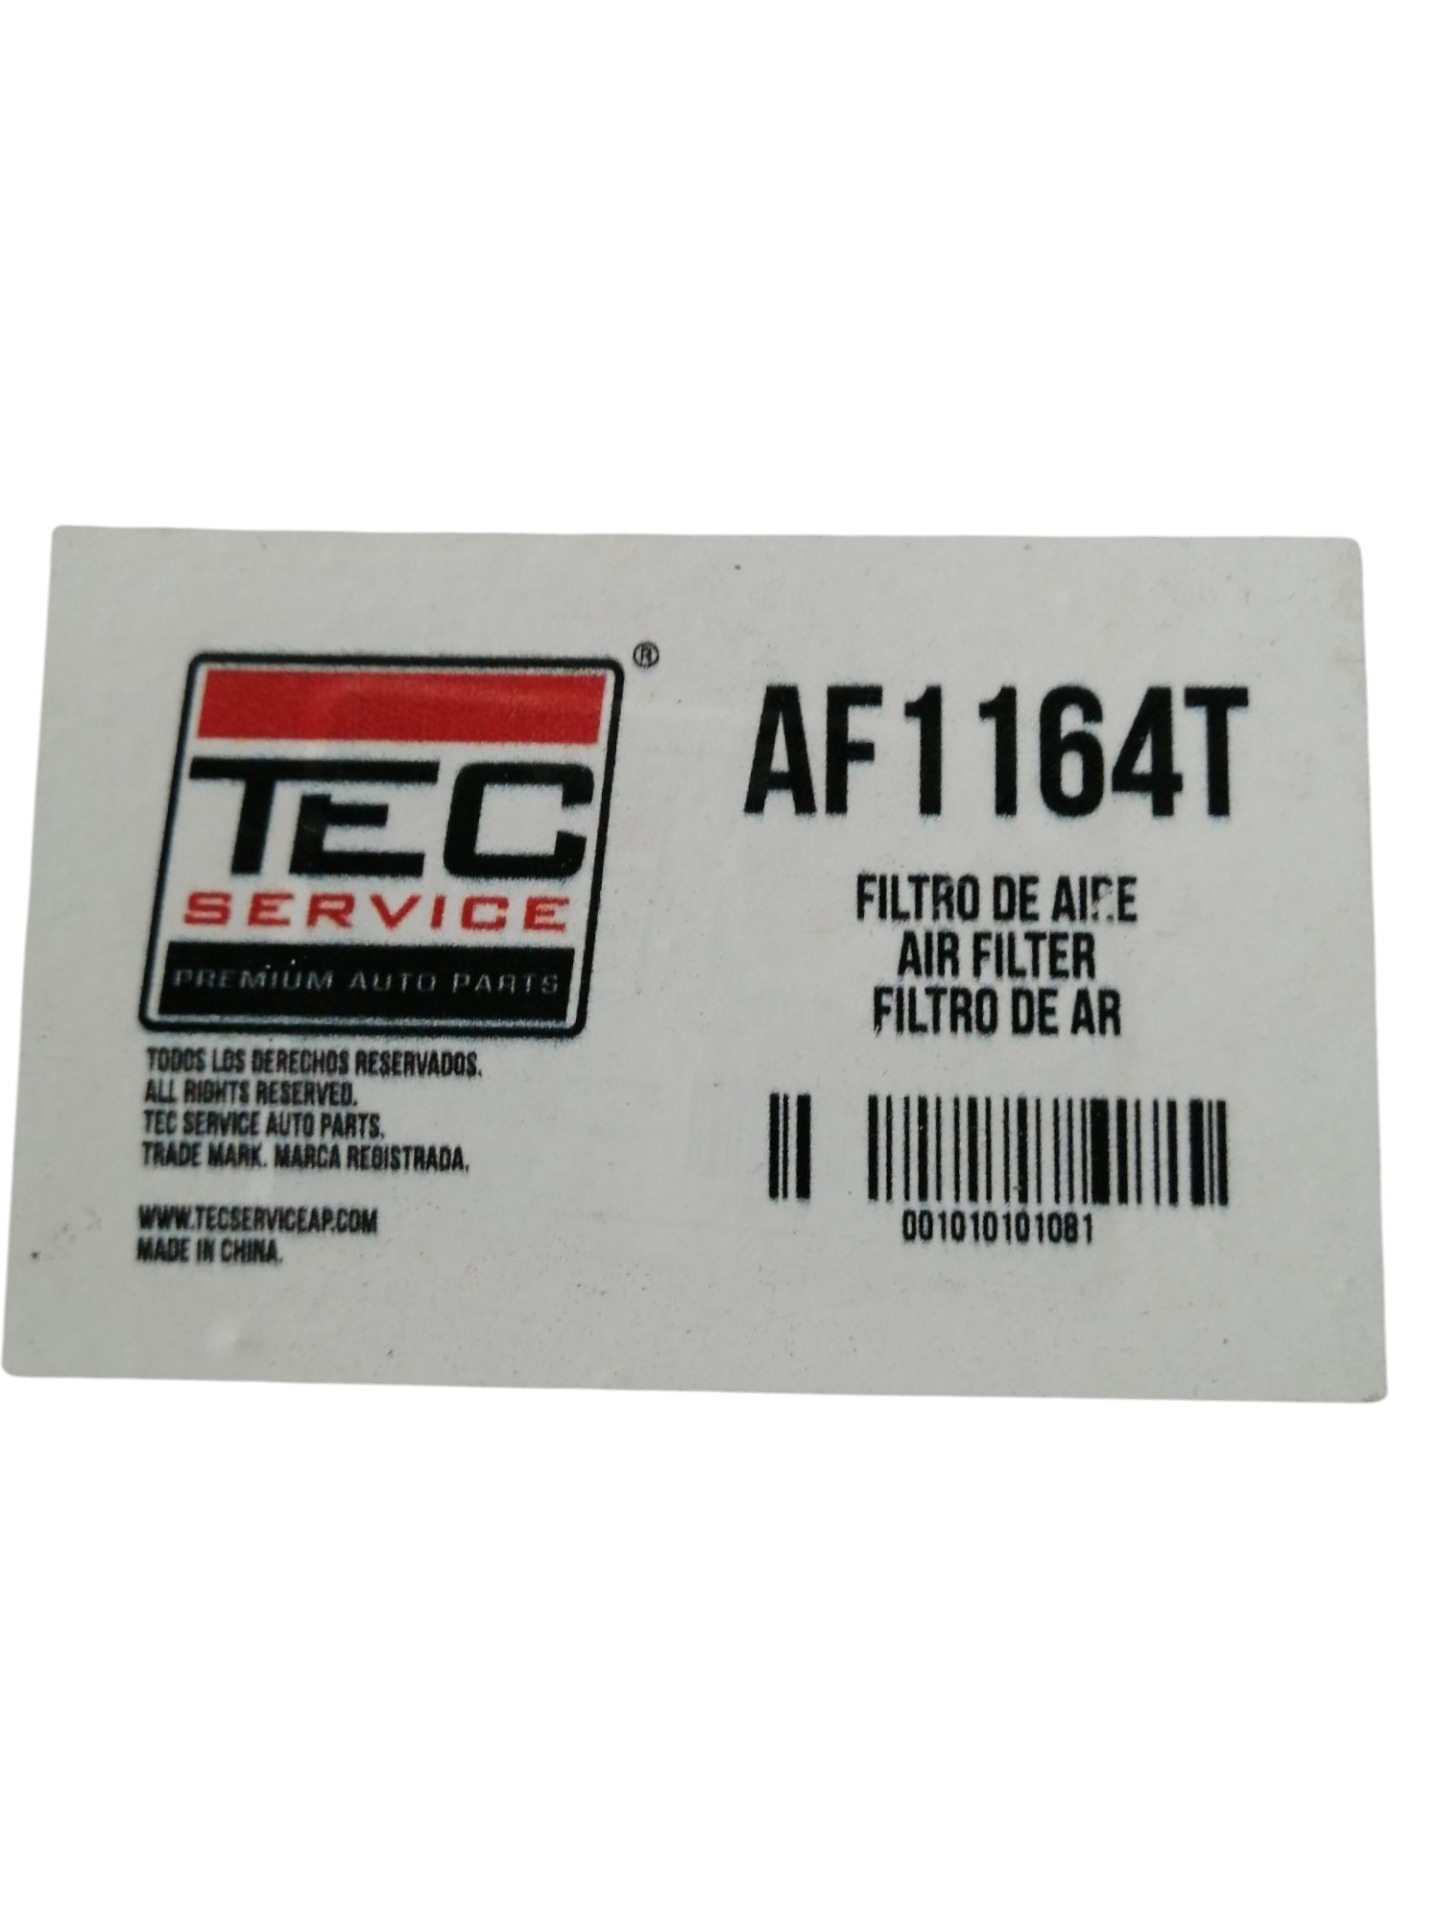 ®
TEC
SERVICE
PREMIUM AUTO PARTS
TODOS LOS DERECHOS RESERVADOS.
ALL RIGHTS RESERVED.
TEC SERVICE AUTO PARTS.
TRADE MARK. MARCA REGISTRADA.
WWW.TECSERVICEAP.COM
MADE IN CHINA.
AF1164T
FILTRO DE AIRE
AIR FILTER
FILTRO DE AR
001010101081